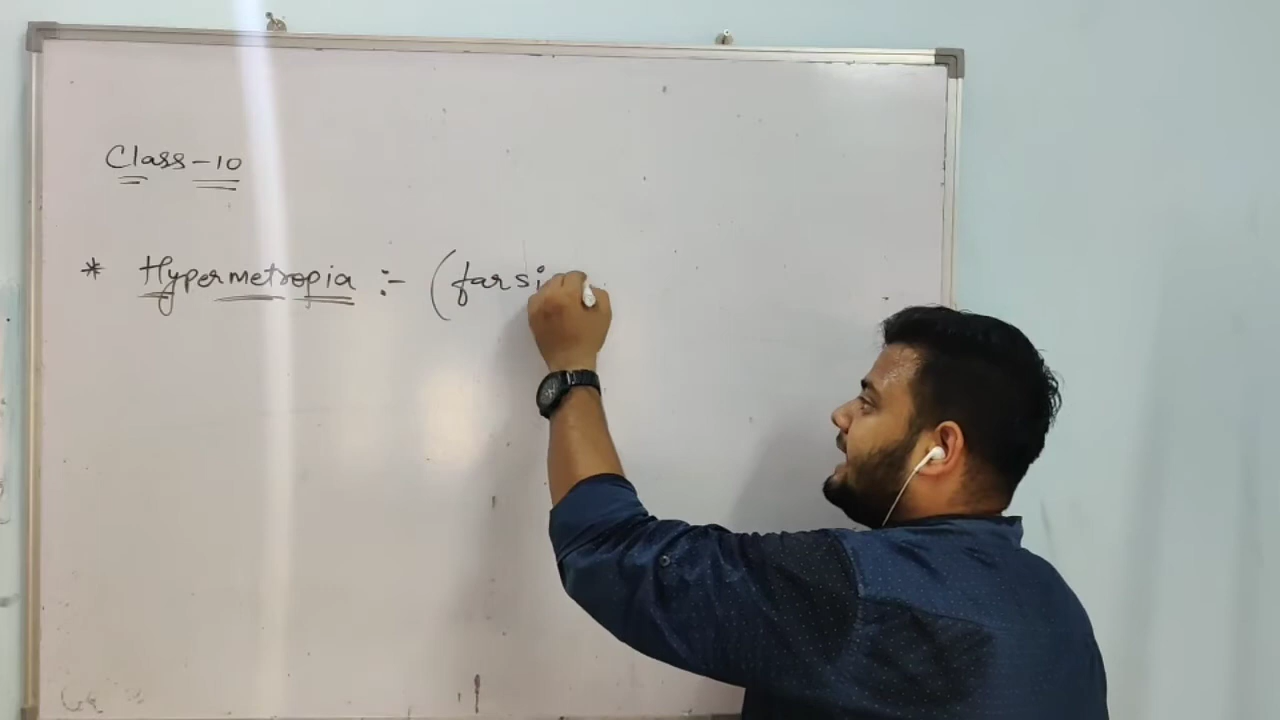 Class-10
* Hypermetropia :- (farsi